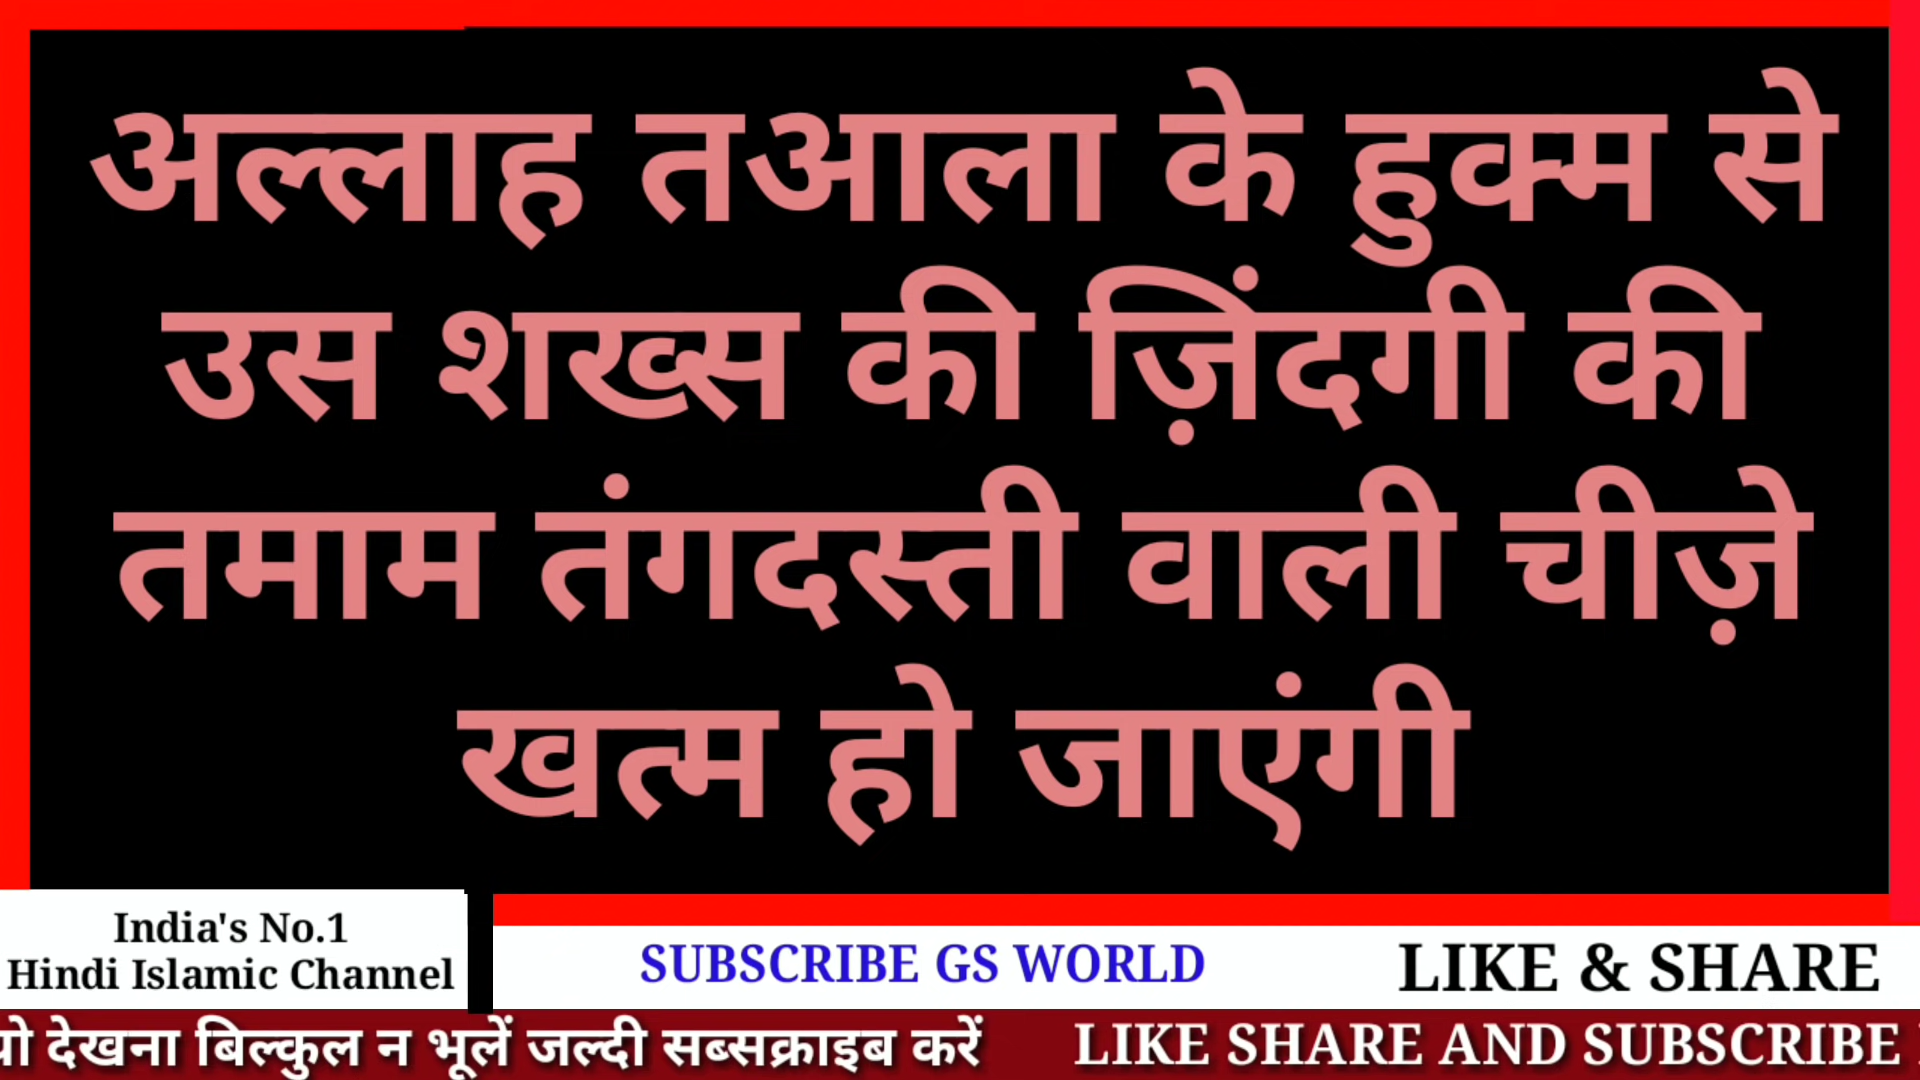 अल्लाह तआला के हुक्म से
उस शख्स की ज़िंदगी की
तमाम तंगदस्ती वाली चीज़े
खत्म हो जाएंगी
India's No.1
Hindi Islamic Channel
SUBSCRIBE GS WORLD
LIKE & SHARE
देखना बिल्कुल न भूलें जल्दी सब्सक्राइब करें LIKE SHARE AND SUBSCRIBE